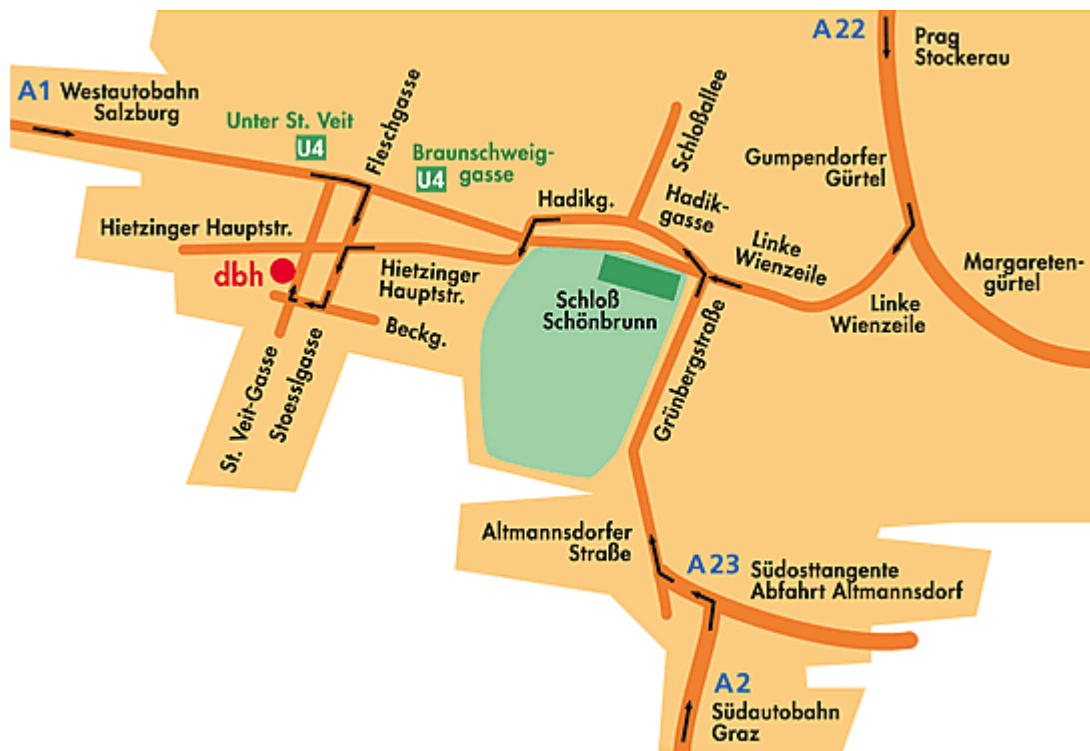 A22
Prag
Stockerau
A1
Westautobahn
Salzburg
Unter St. Veit
U4
Fleschgasse
Braunschweig-
gasse
U4
Schloßallee
Gumpendorfer
Gürtel
Hadikg.
Hadik-
gasse
Hietzinger Hauptstr.
dbh
Hietzinger
Hauptstr.
Linke
Wienzeile
Margareten-
gürtel
Schloß
Schönbrunn
Linke
Wienzeile
Beckg.
Grünbergstraße
St. Veit-Gasse
Stoesslgasse
Altmannsdorfer
Straße
A23
Südosttangente
Abfahrt Altmannsdorf
A2
Südautobahn
Graz